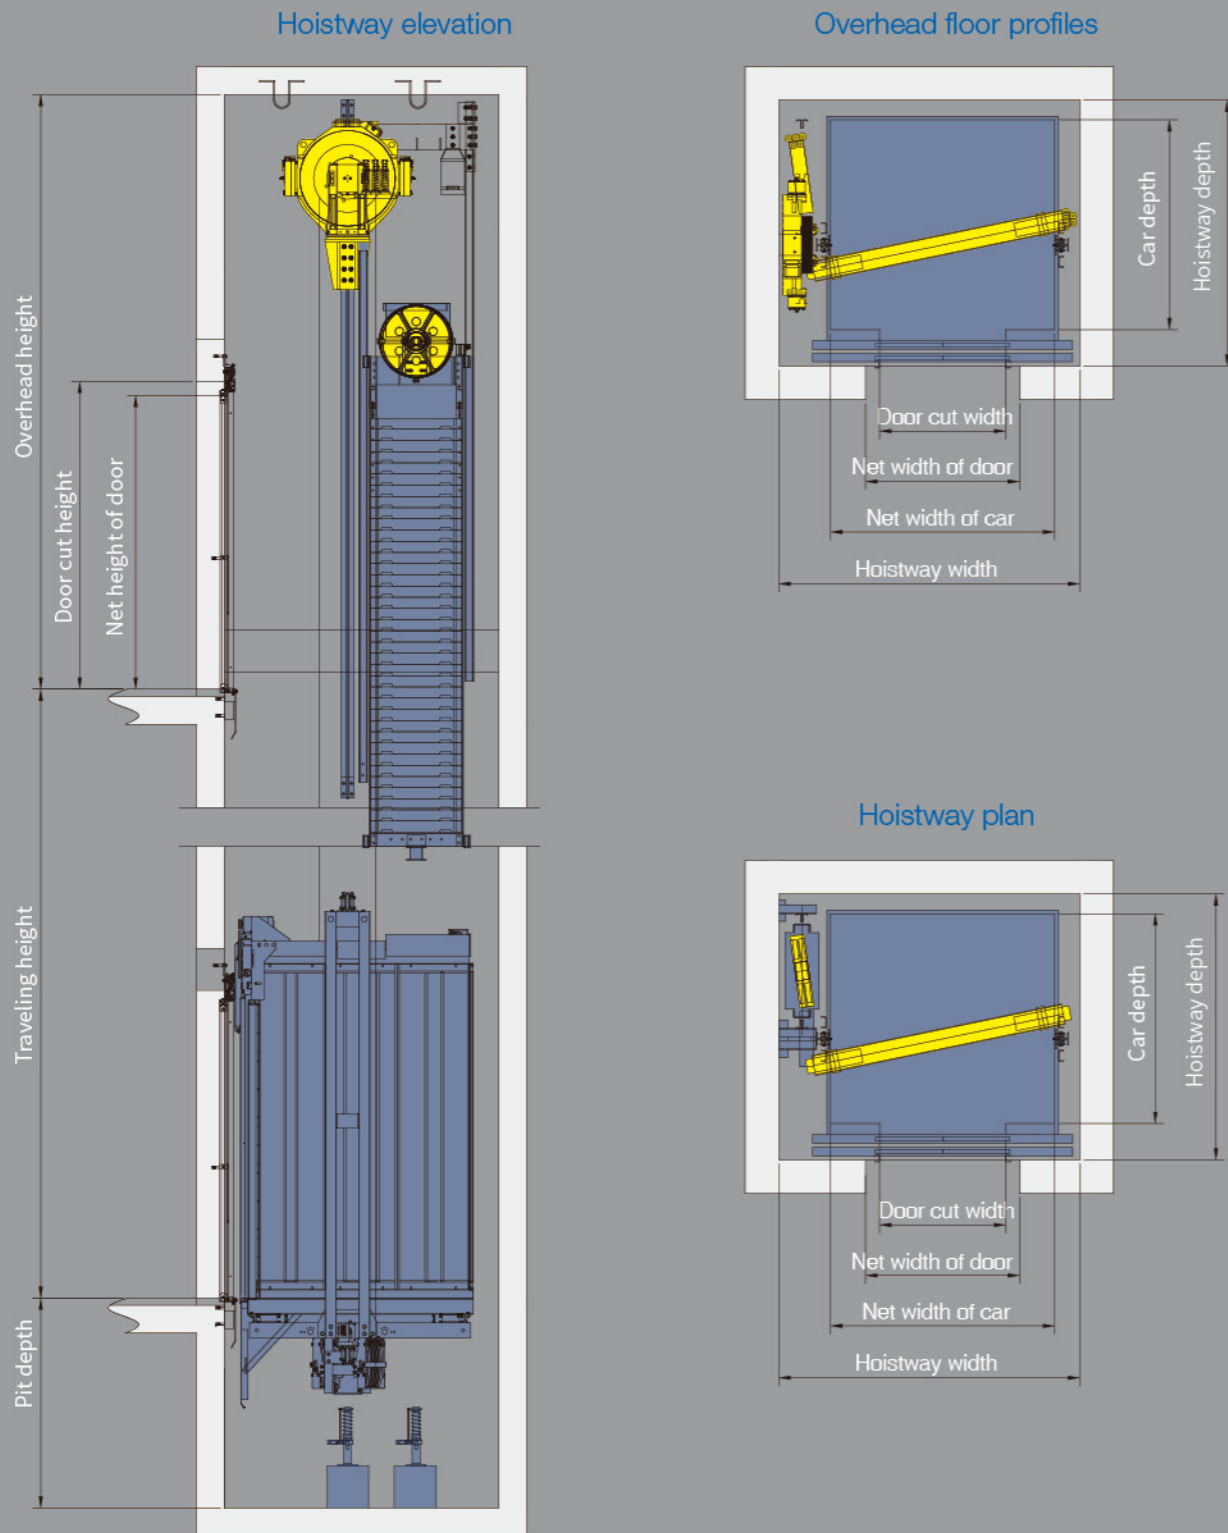 Hoistway elevation
Overhead height
Door cut height
Net height of door
Traveling height
Pit depth
Overhead floor profiles
Car depth
Hoistway depth
Door cut width
Net width of door
Net width of car
Hoistway width
Hoistway plan
Car depth
Hoistway depth
Door cut width
Net width of door
Net width of car
Hoistway width